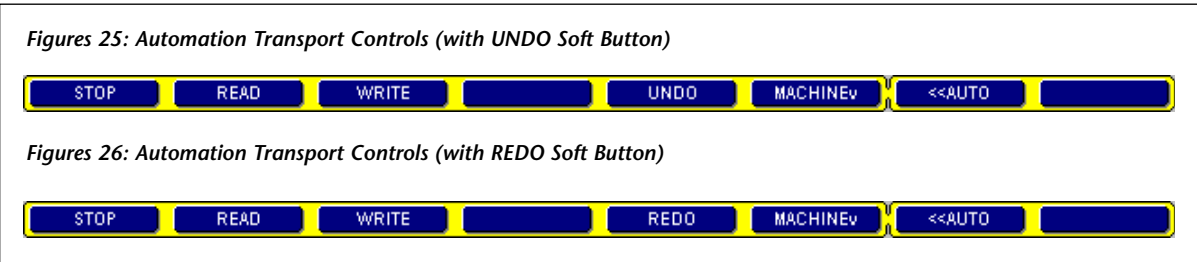 Figures 25: Automation Transport Controls (with UNDO Soft Button)
STOP READ WRITE UNDO MACHINEv <<AUTO
Figures 26: Automation Transport Controls (with REDO Soft Button)
STOP READ WRITE REDO MACHINEv <<AUTO